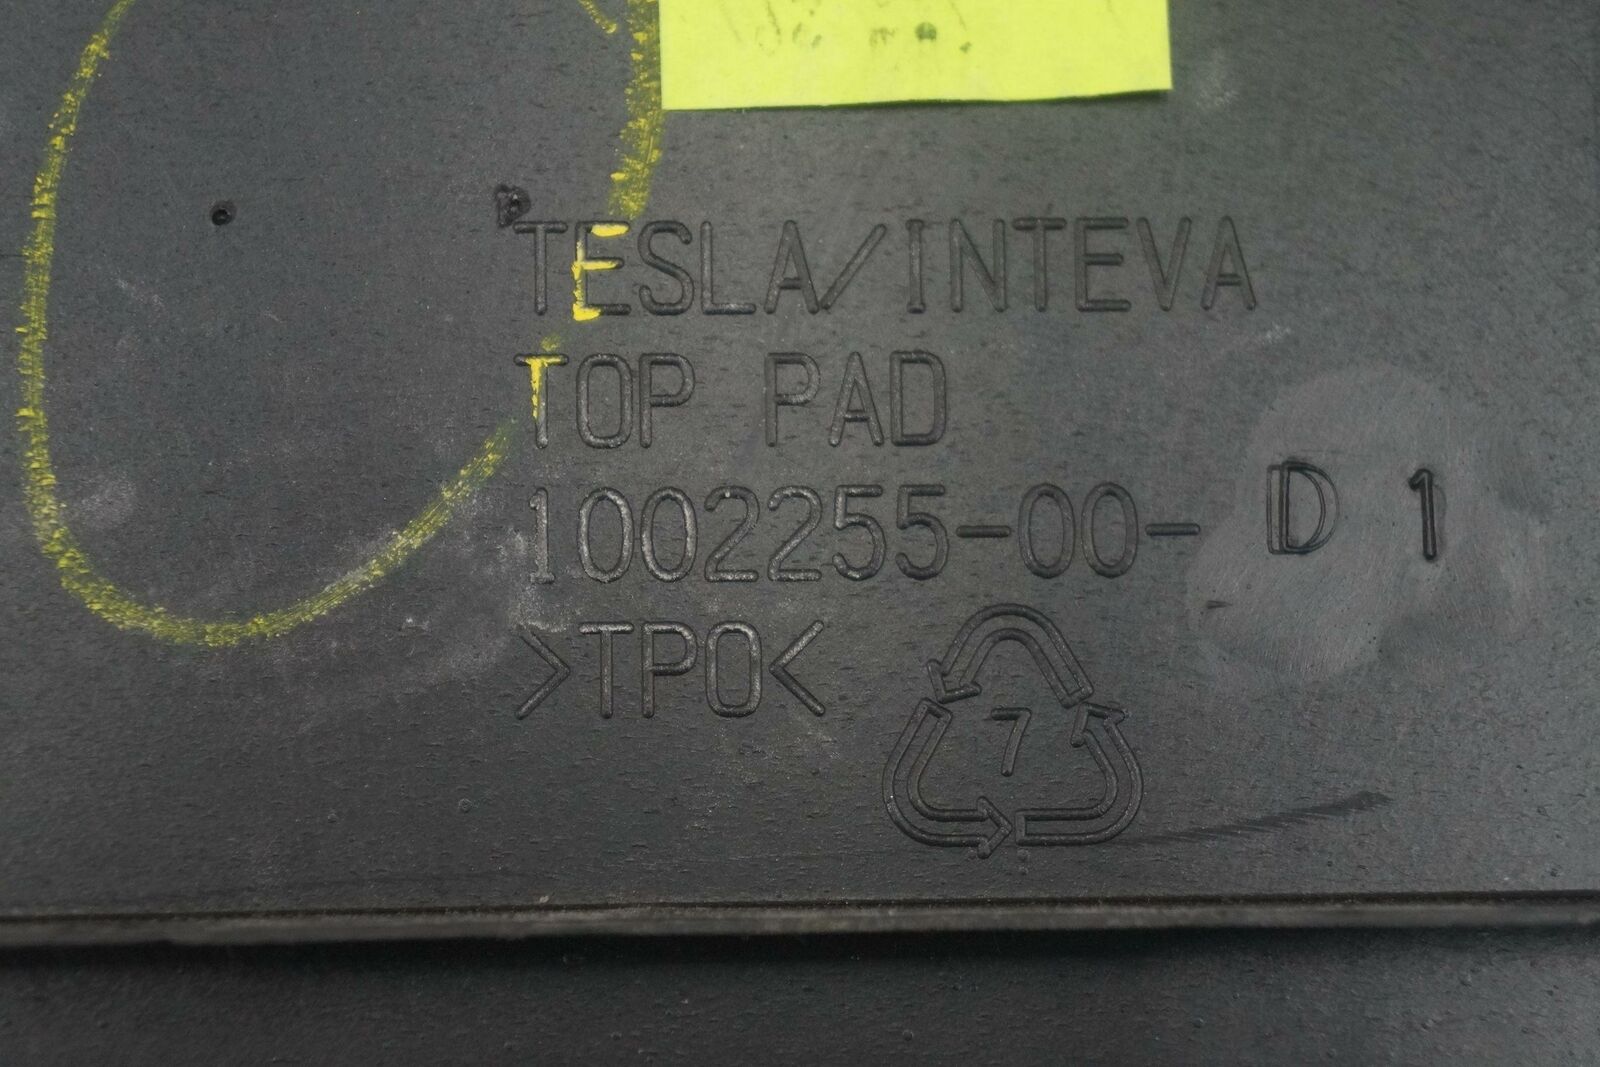 TESLA/INTEVA
TOP PAD
1002255-00- D 1
>TPO<
7